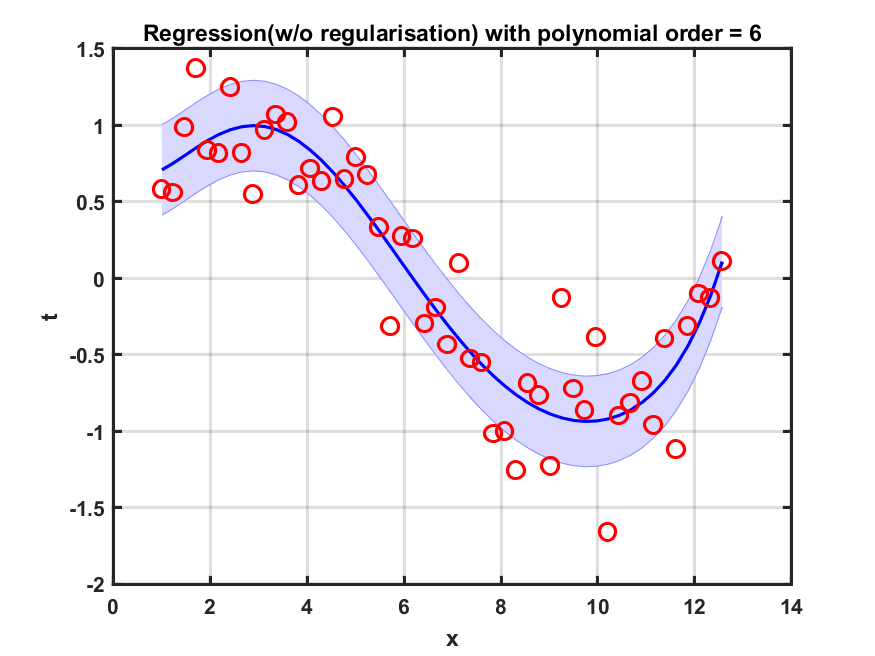 Regression(w/o regularisation) with polynomial order = 6
1.5
1
0.5
0
-0.5
-1
-1.5
-2
t
0 2 4 6 8 10 12 14
x